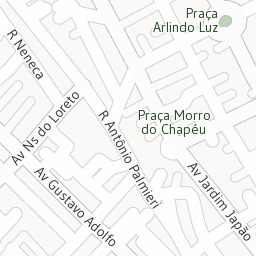 Praça
Arlindo Luz
R Neneca
Av Ns do Loreto
R Antônio Palmieri
Praça Morro
do Chapéu
Av Jardim Japão
Av Gustavo Adolfo